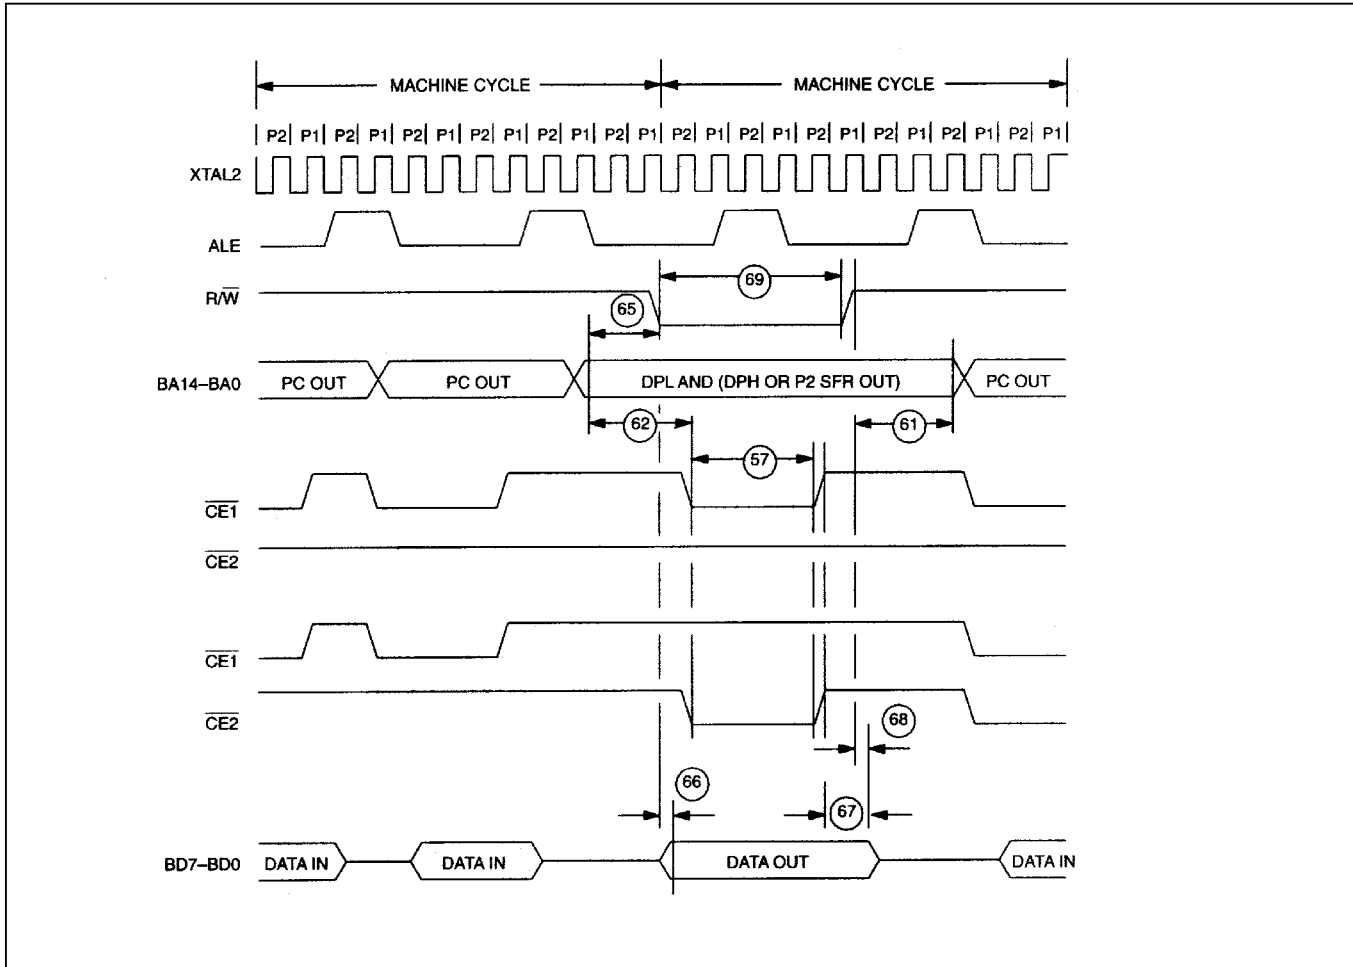 MACHINE CYCLE MACHINE CYCLE
P2 P1 P2 P1 P2 P1 P2 P1 P2 P1 P2 P1 P2 P1 P2 P1 P2 P1 P2 P1 P2 P1 P2 P1
XTAL2
ALE
R/W
69
65
BA14–BA0 PC OUT PC OUT DPL AND (DPH OR P2 SFR OUT) PC OUT
62 61
57
CE1
CE2
CE1
CE2
68
66
67
BD7–BD0 DATA IN DATA IN DATA OUT DATA IN